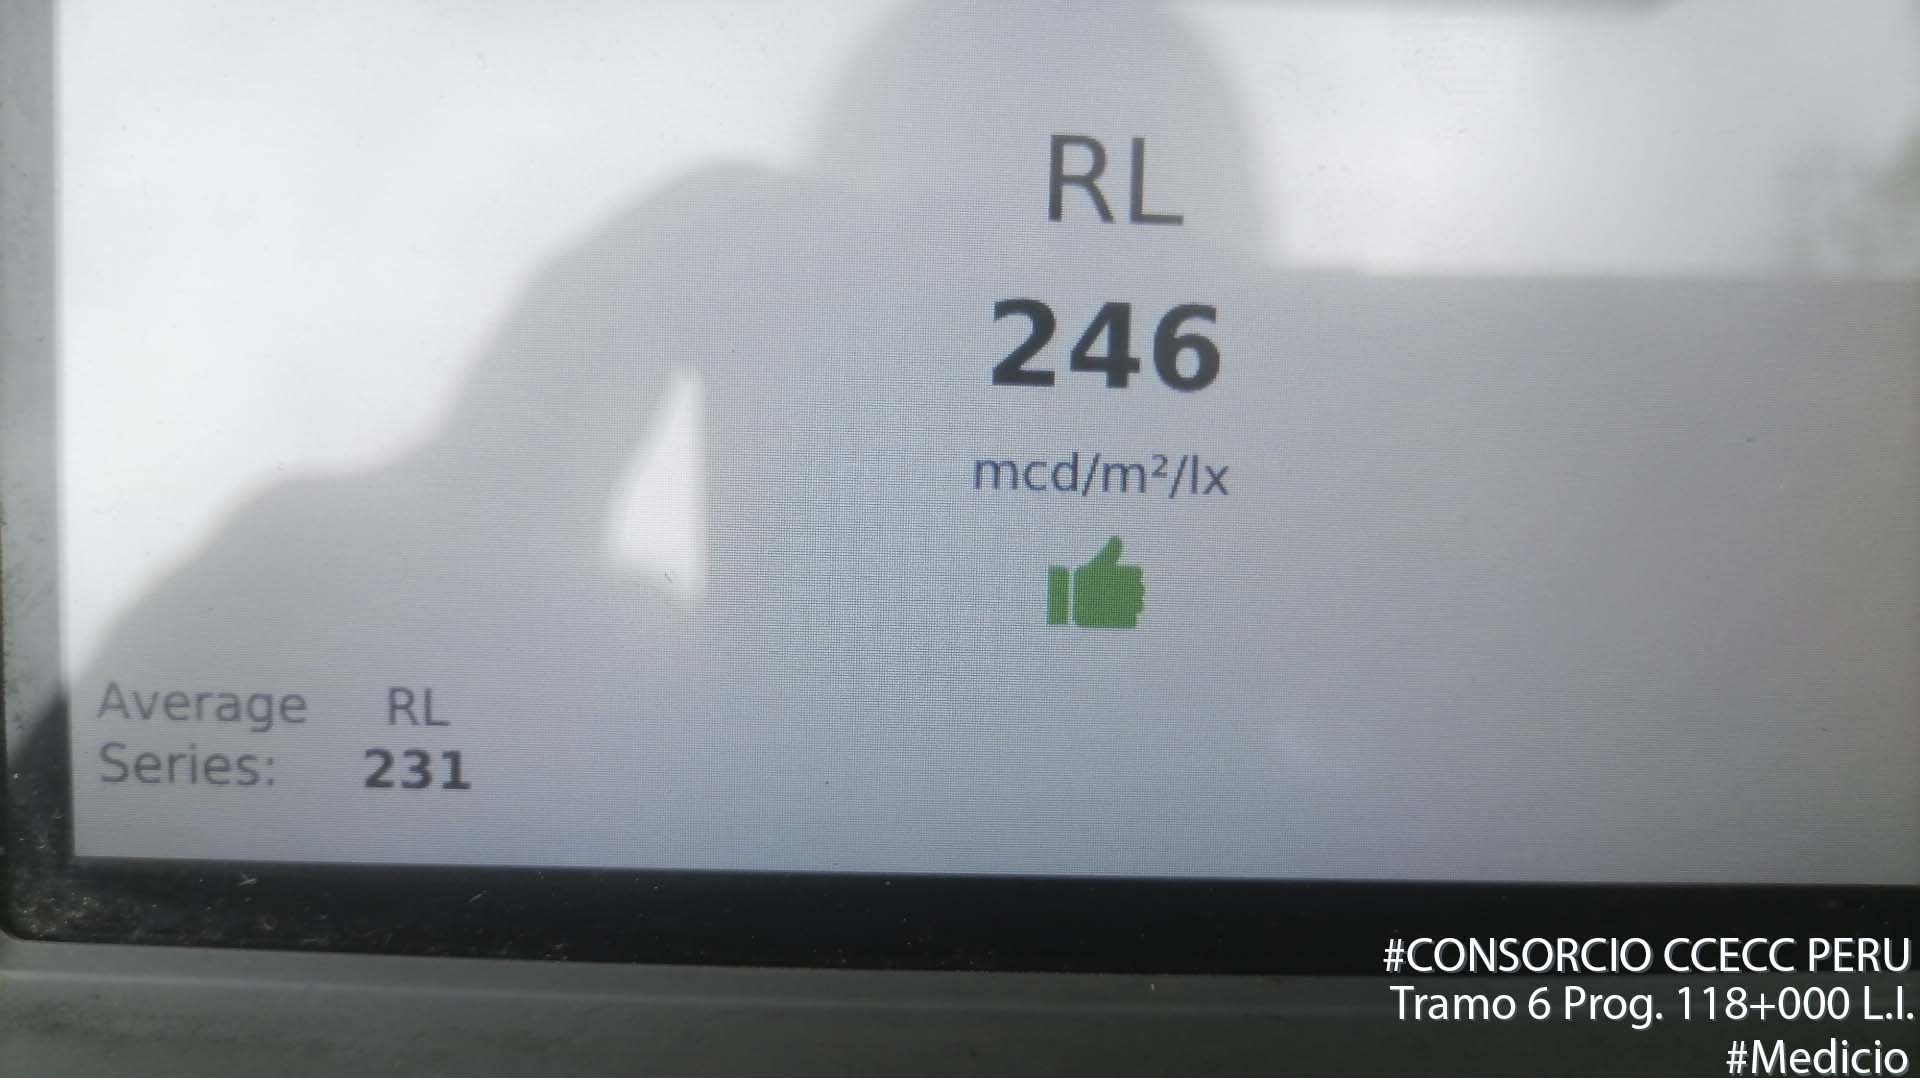 RL
246
mcd/m²/lx
Average RL
Series: 231
#CONSORCIO CCECC PERU
Tramo 6 Prog. 118+000 L.I.
#Medicio